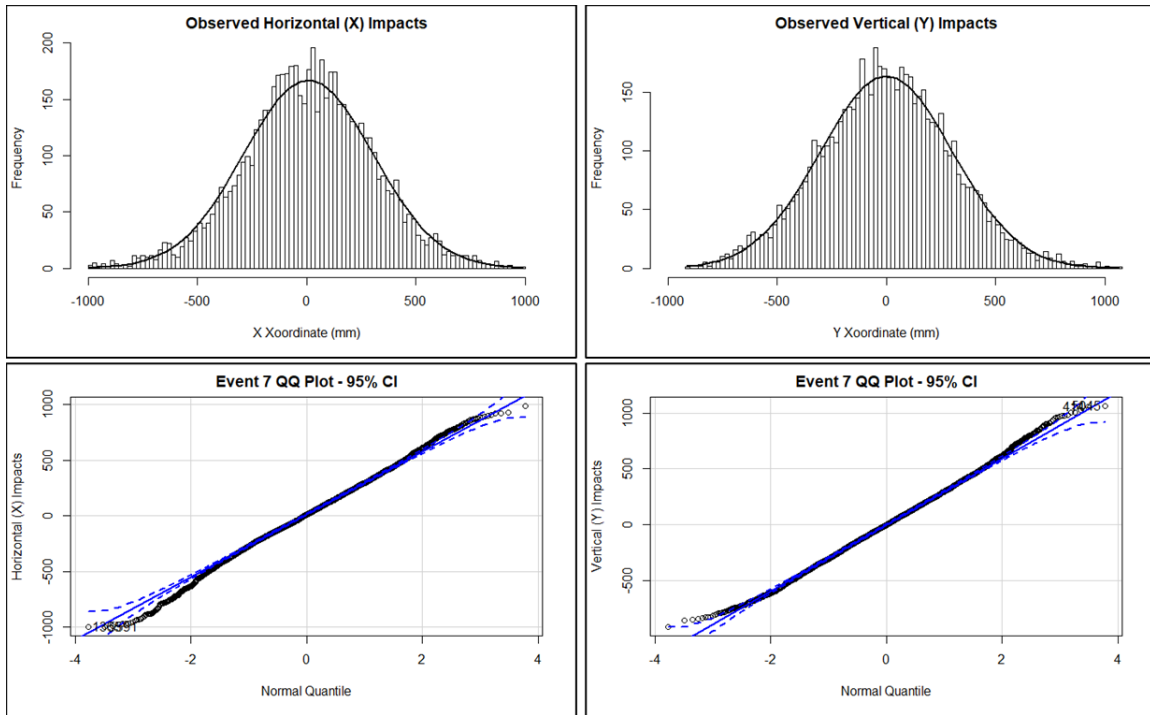 Observed Horizontal (X) Impacts
Frequency
200
150
100
50
0
-1000 -500 0 500 1000
X Xoordinate (mm)
Observed Vertical (Y) Impacts
Frequency
150
100
50
0
-1000 -500 0 500 1000
Y Xoordinate (mm)
Event 7 QQ Plot - 95% CI
Horizontal (X) Impacts
1000
500
0
-500
-1000
-4 -2 0 2 4
Normal Quantile
Event 7 QQ Plot - 95% CI
Vertical (Y) Impacts
1000
500
0
-500
-4 -2 0 2 4
Normal Quantile